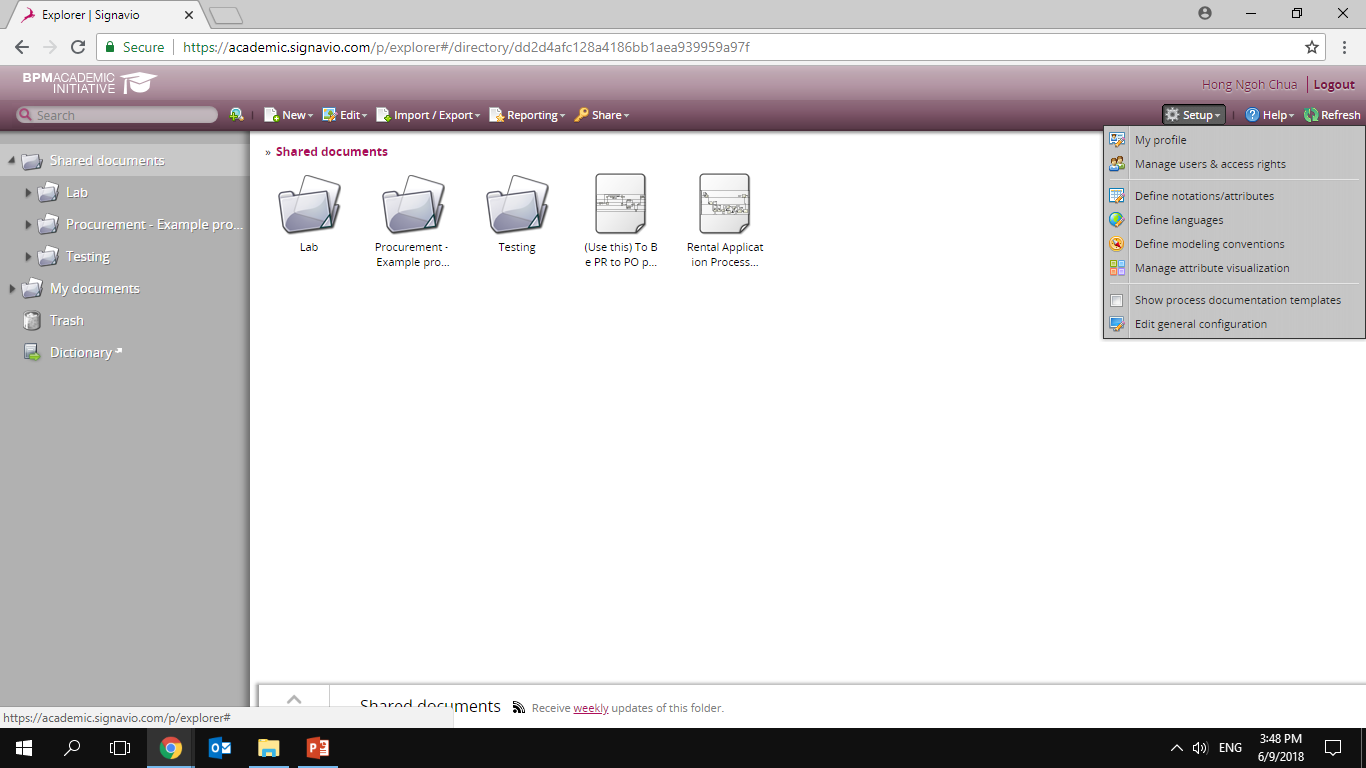 Explorer | Signavio
Secure
https://academic.signavio.com/p/explorer#/directory/dd2d4afc128a4186bb1aea939959a97f
BPMACADEMIC
INITIATIVE
Hong Ngoh Chua
Logout
Search
New
Edit
Import / Export
Reporting
Share
Setup
Help
Refresh
Shared documents
Lab
Procurement - Example pro...
Testing
My documents
Trash
Dictionary
» Shared documents
Lab
Procurement -
Example pro...
Testing
(Use this) To B
e PR to PO p...
Rental Applicat
ion Process...
My profile
Manage users & access rights
Define notations/attributes
Define languages
Define modeling conventions
Manage attribute visualization
Show process documentation templates
Edit general configuration
Shared documents
Receive weekly updates of this folder.
https://academic.signavio.com/p/explorer#
ENG
3:48 PM
6/9/2018